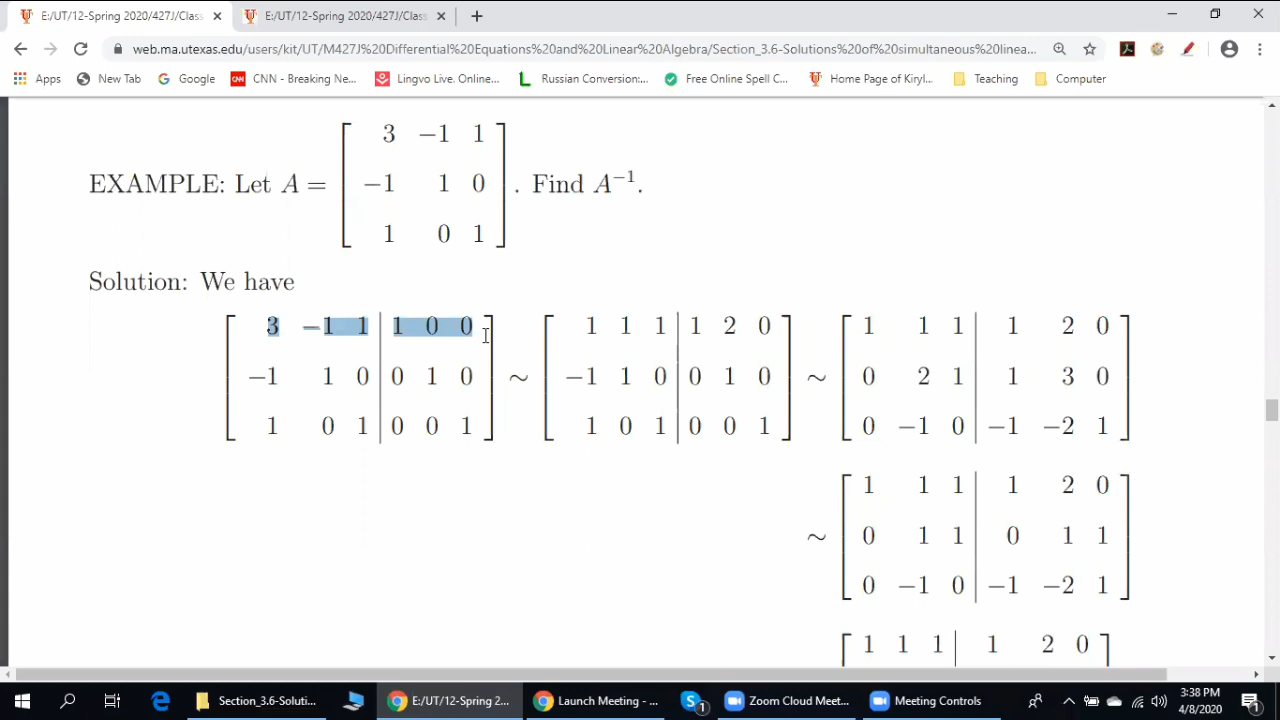 E:/UT/12-Spring 2020/427J/Class
E:/UT/12-Spring 2020/427J/Class
web.ma.utexas.edu/users/kit/UT/M427J%20Differential%20Equations%20and%20Linear%20Algebra/Section_3.6-Solutions%20of%20simultaneous%20linea...
Apps New Tab Google CNN - Breaking Ne... Lingvo Live: Online... Russian Conversion:... Free Online Spell C... Home Page of Kiryl... Teaching Computer
3 −1 1
EXAMPLE: Let A = −1 1 0 . Find A⁻¹.
1 0 1
Solution: We have
3 −1 1 | 1 0 0 1 1 1 | 1 2 0 1 1 1 | 1 2 0
−1 1 0 | 0 1 0 ∼ −1 1 0 | 0 1 0 ∼ 0 2 1 | 1 3 0
1 0 1 | 0 0 1 1 0 1 | 0 0 1 0 −1 0 | −1 −2 1
1 1 1 | 1 2 0
∼ 0 1 1 | 0 1 1
0 −1 0 | −1 −2 1
1 1 1 | 1 2 0
Section_3.6-Soluti... E:/UT/12-Spring 2... Launch Meeting - ... Zoom Cloud Meet... Meeting Controls
3:38 PM
4/8/2020